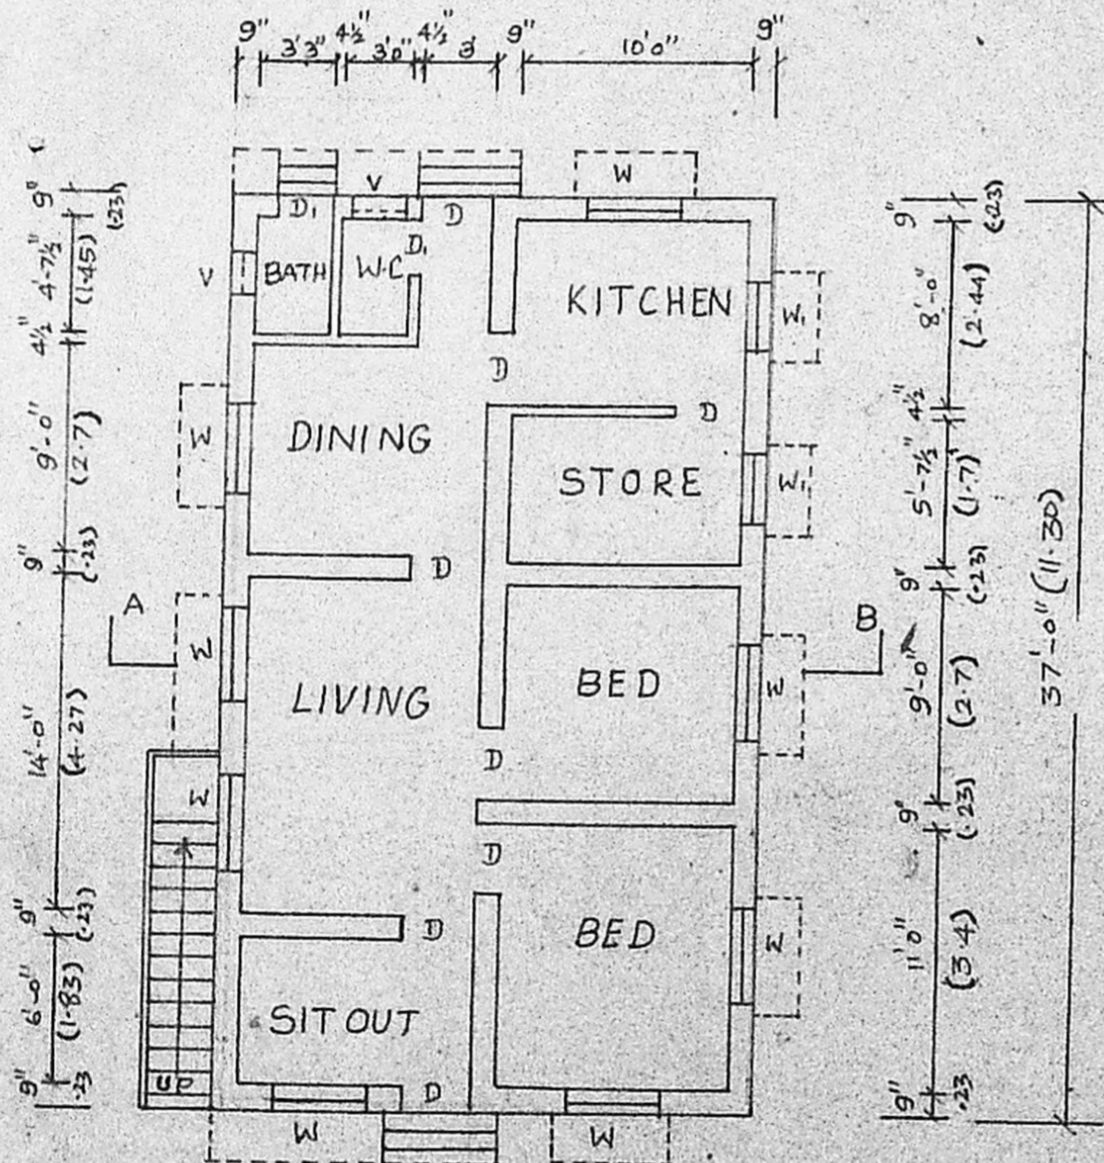 9" 3'3" 4½" 3'0" 4½" 3' 9" 10'0" 9"
W
V
D₁ D
D₁
BATH W.C
V
KITCHEN
W₁
D
D
DINING
W
STORE
W₁
D
A
W
LIVING
BED
W
B
D
W
D
D
BED
W
SIT OUT
UP
D
W W
9" (.23)
4'-7½" (1.45)
4½"
9'-0" (2.7)
9" (.23)
14'-0" (4.27)
9" (.23)
6'-0" (1.83)
9" .23
9" (.23)
8'-0" (2.44)
4½"
5'-7½" (1.7)'
9" (.23)
9'-0" (2.7)
9" (.23)
11'0" (3.4)
9" .23
37'-0" (11.30)